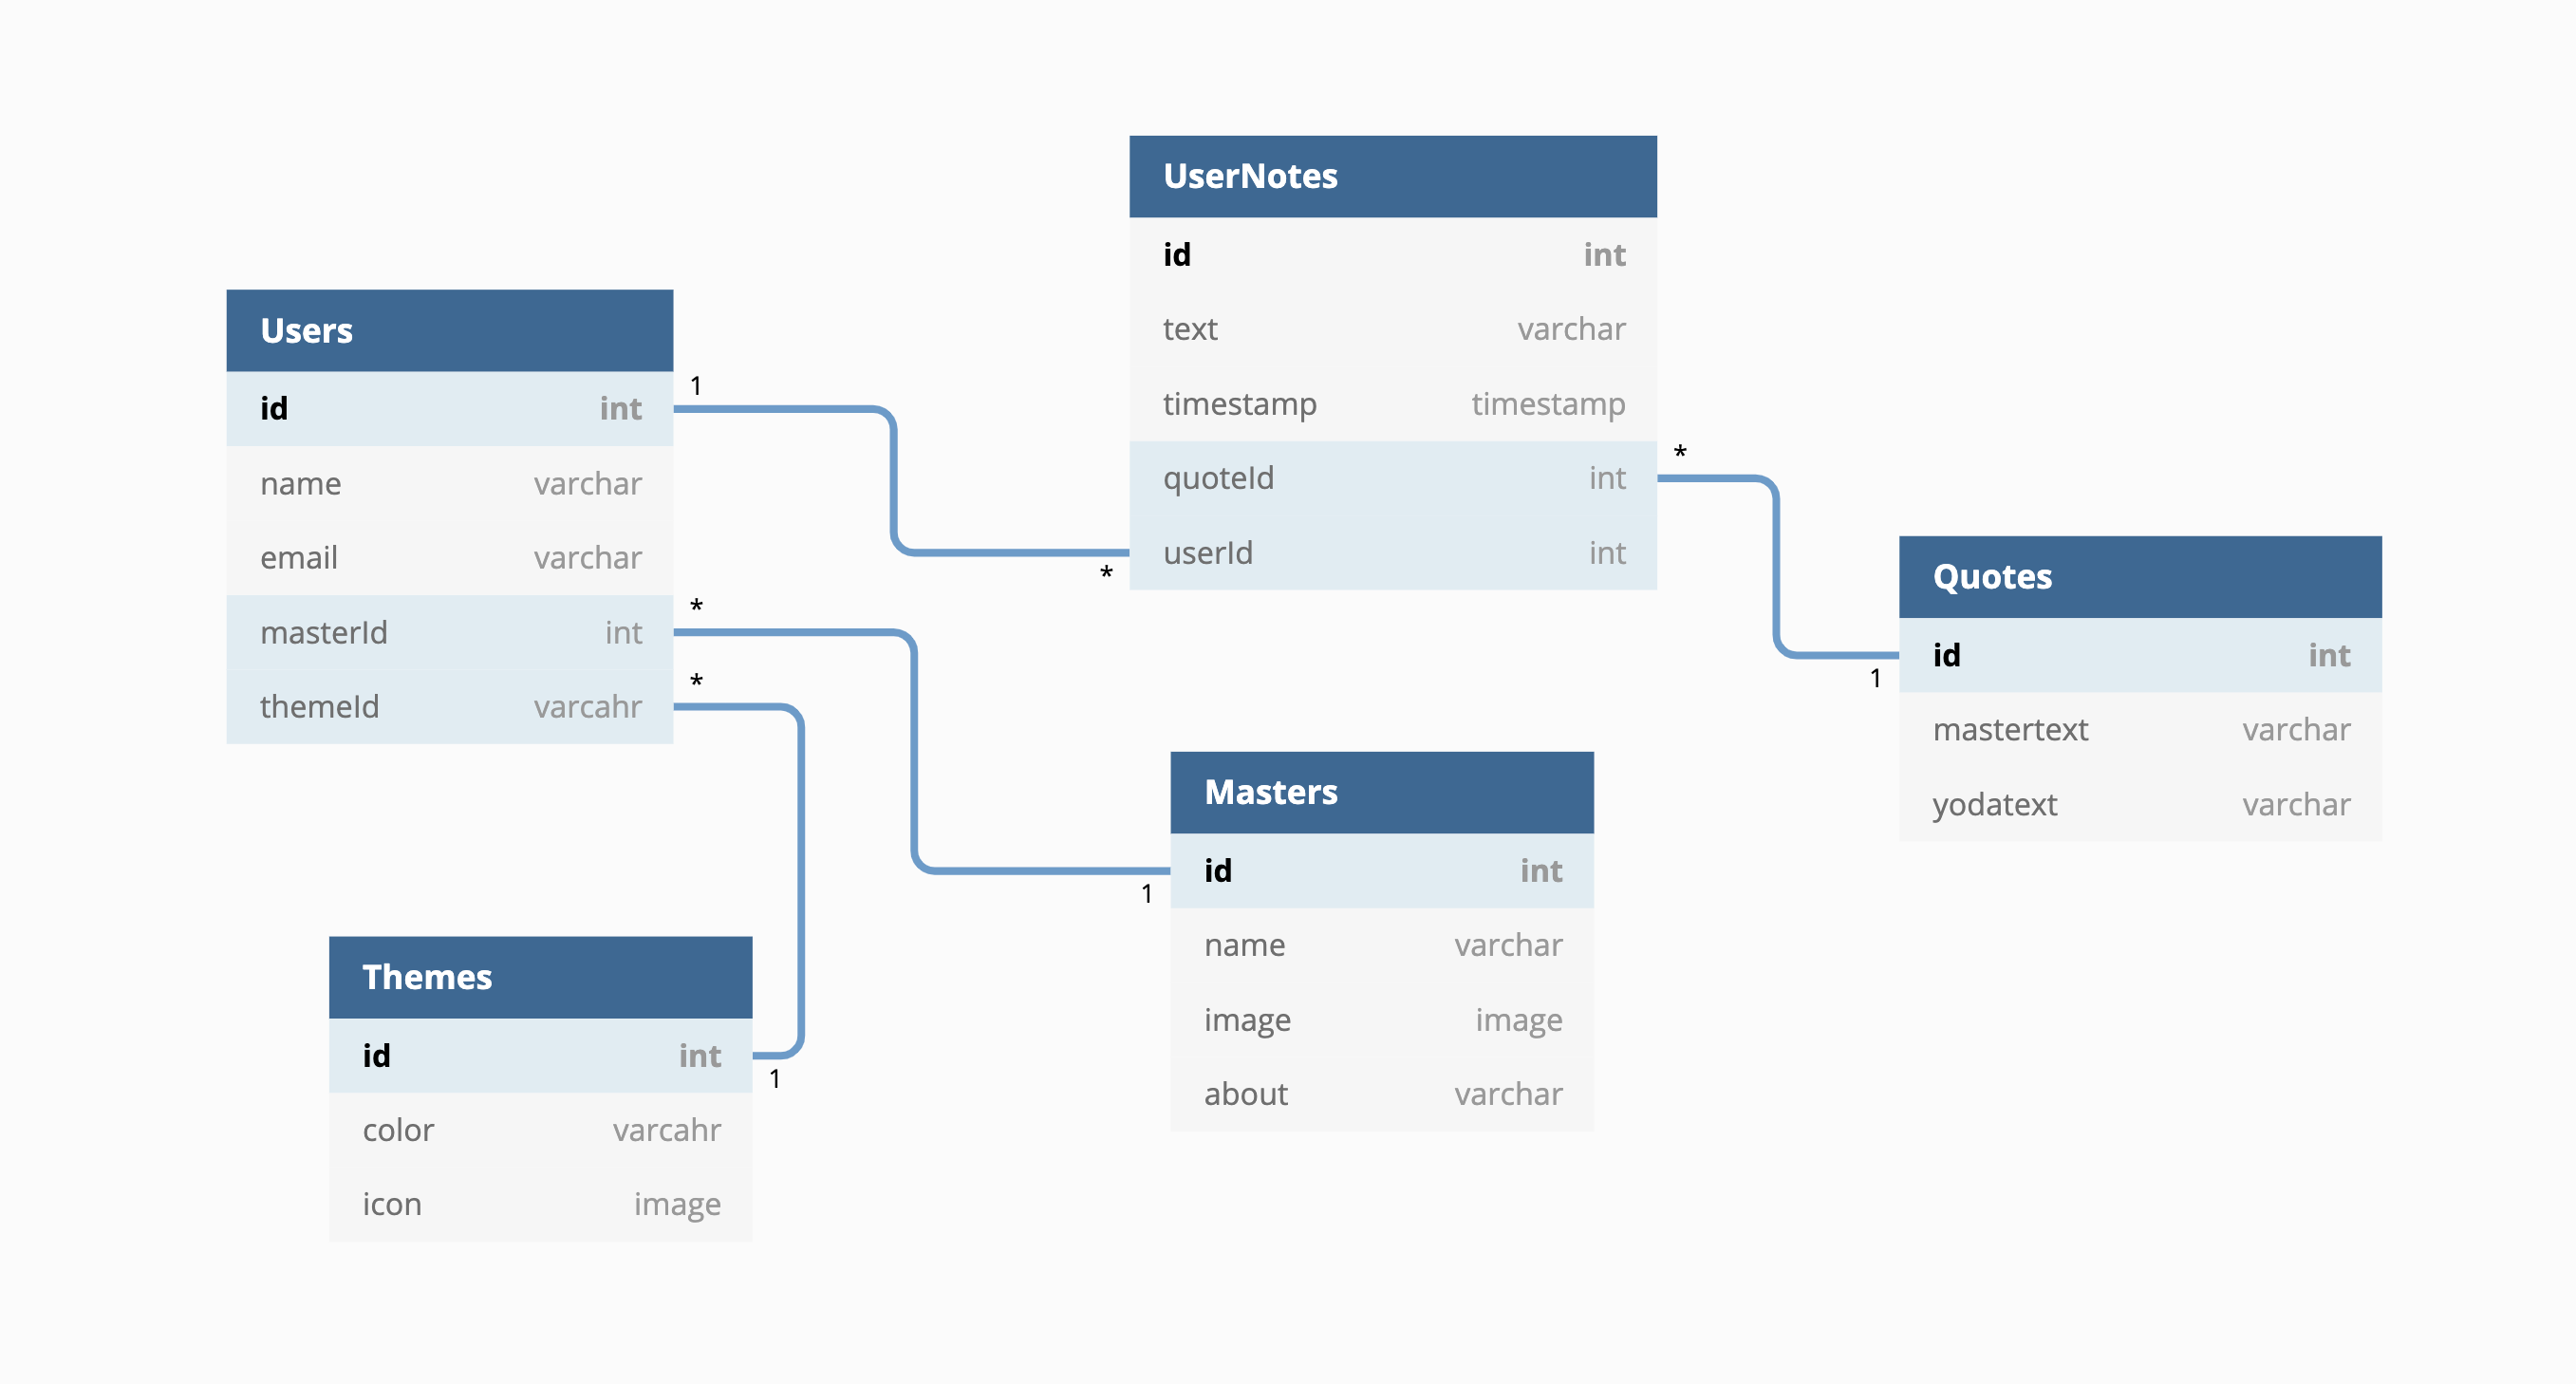 Users
id int
name varchar
email varchar
masterId int
themeId varcahr
1
*
*
*
UserNotes
id int
text varchar
timestamp timestamp
quoteId int
userId int
*
1
Quotes
id int
mastertext varchar
yodatext varchar
Masters
id int
name varchar
image image
about varchar
1
Themes
id int
color varcahr
icon image
1